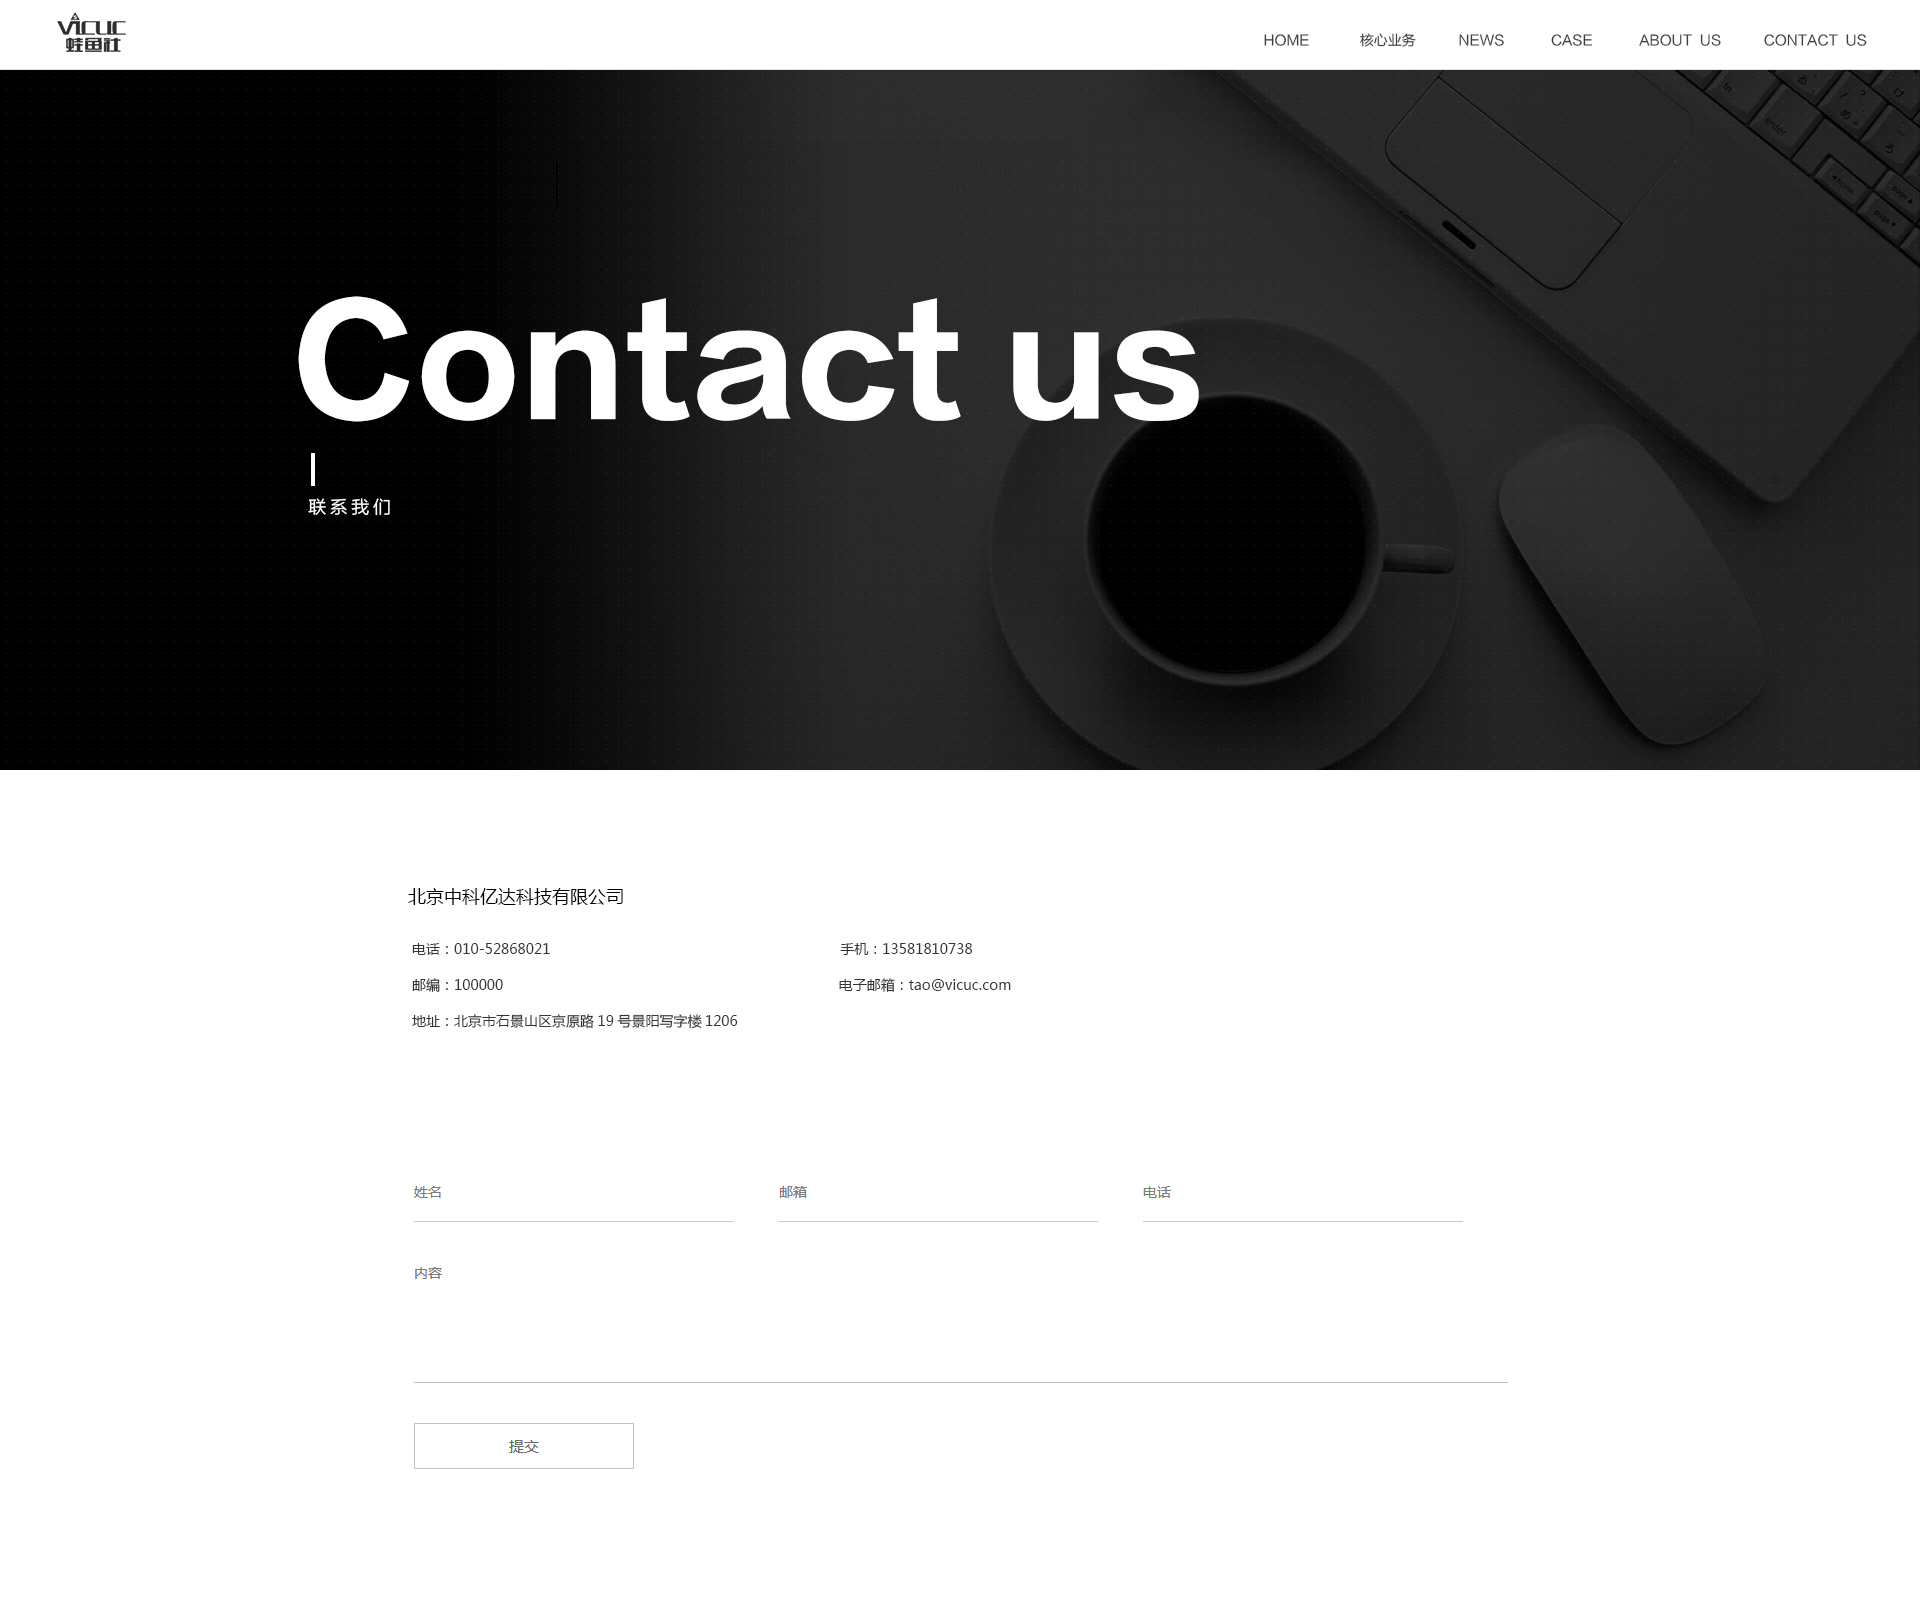 ViCUC
蛙鱼社
HOME 核心业务 NEWS CASE ABOUT US CONTACT US
Contact us
联系我们
北京中科亿达科技有限公司
电话：010-52868021 手机：13581810738
邮编：100000 电子邮箱：tao@vicuc.com
地址：北京市石景山区京原路 19 号景阳写字楼 1206
姓名 邮箱 电话
内容
提交